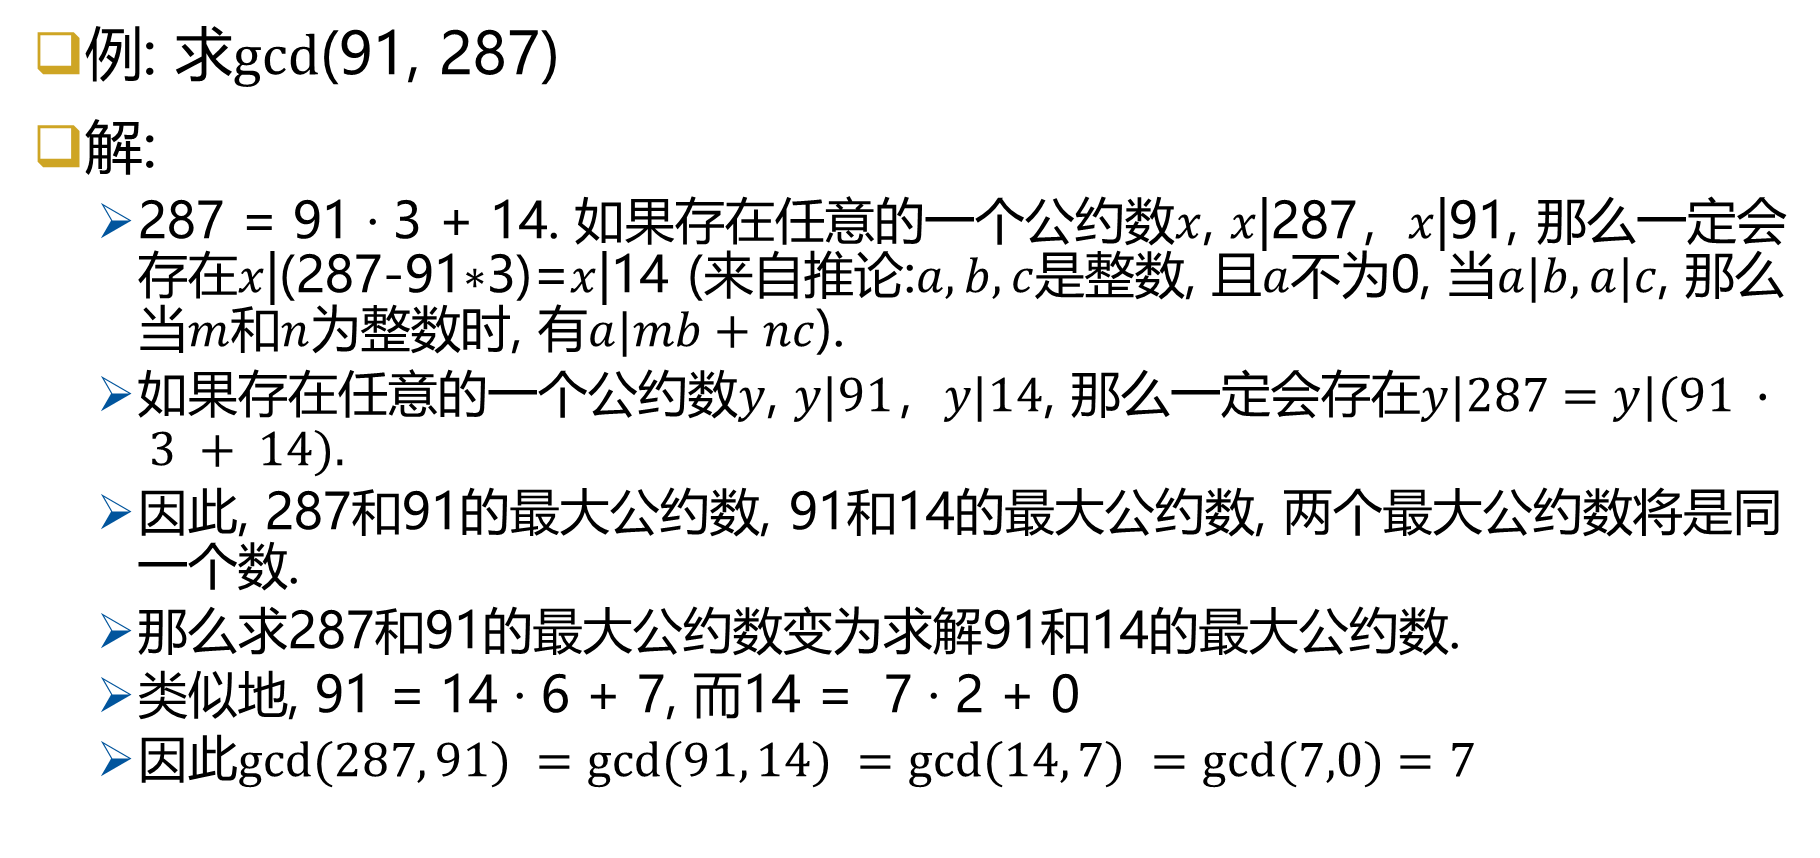 例: 求gcd(91, 287)
解:
287 = 91 · 3 + 14. 如果存在任意的一个公约数x, x|287，x|91, 那么一定会
存在x|(287-91*3)=x|14 (来自推论:a, b, c是整数, 且a不为0, 当a|b, a|c, 那么
当m和n为整数时, 有a|mb + nc).
如果存在任意的一个公约数y, y|91，y|14, 那么一定会存在y|287 = y|(91 ·
3 + 14).
因此, 287和91的最大公约数, 91和14的最大公约数, 两个最大公约数将是同
一个数.
那么求287和91的最大公约数变为求解91和14的最大公约数.
类似地, 91 = 14 · 6 + 7, 而14 = 7 · 2 + 0
因此gcd(287, 91) = gcd(91, 14) = gcd(14, 7) = gcd(7,0) = 7